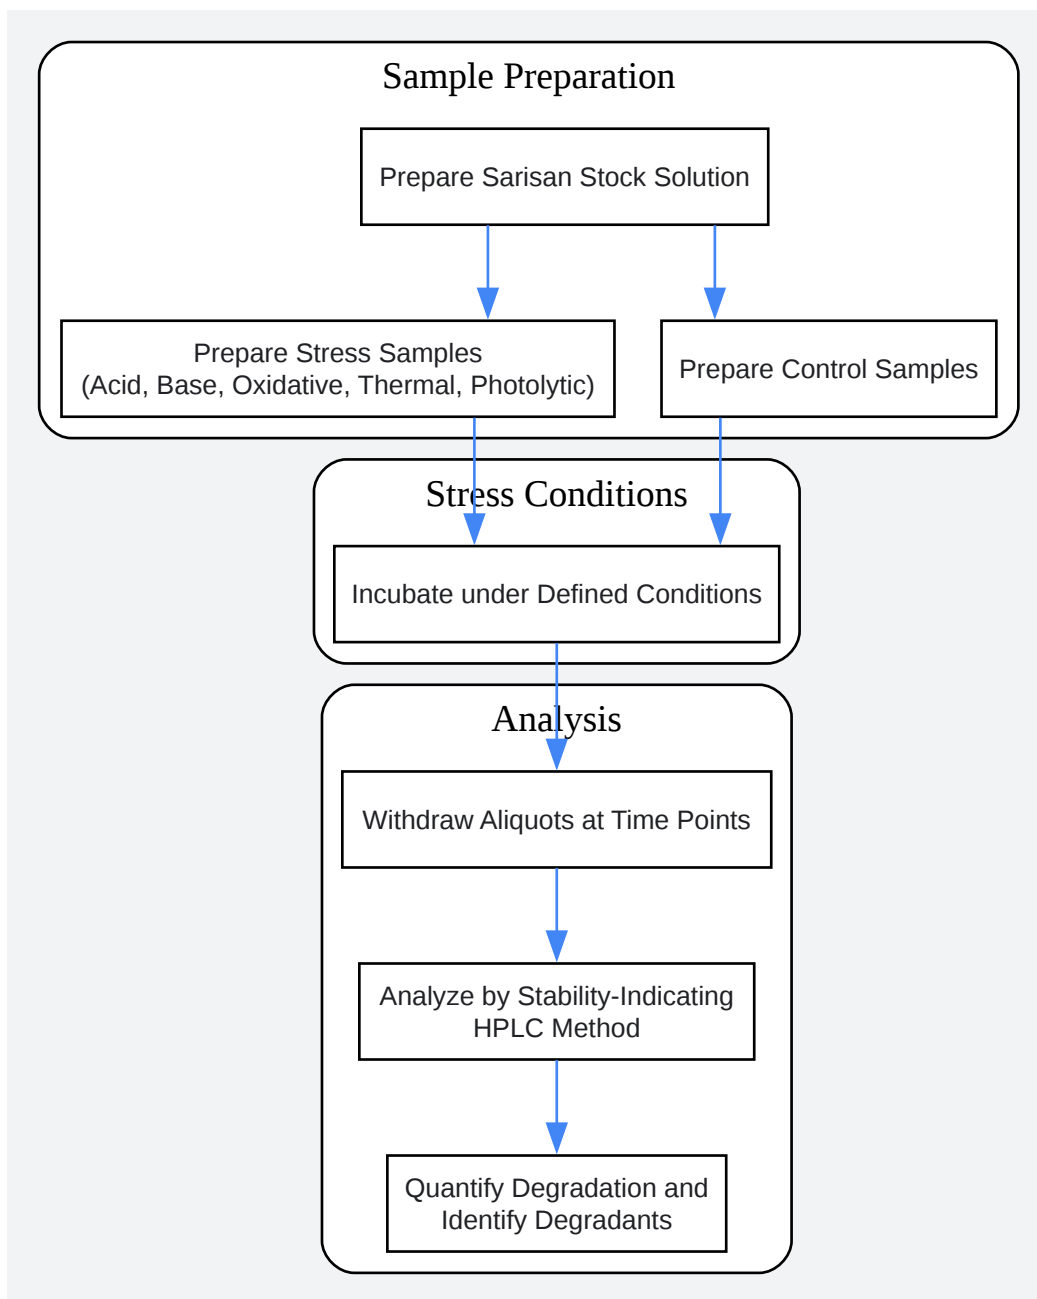 Sample Preparation
Prepare Sarisan Stock Solution
Prepare Stress Samples
(Acid, Base, Oxidative, Thermal, Photolytic)
Prepare Control Samples
Stress Conditions
Incubate under Defined Conditions
Analysis
Withdraw Aliquots at Time Points
Analyze by Stability-Indicating
HPLC Method
Quantify Degradation and
Identify Degradants